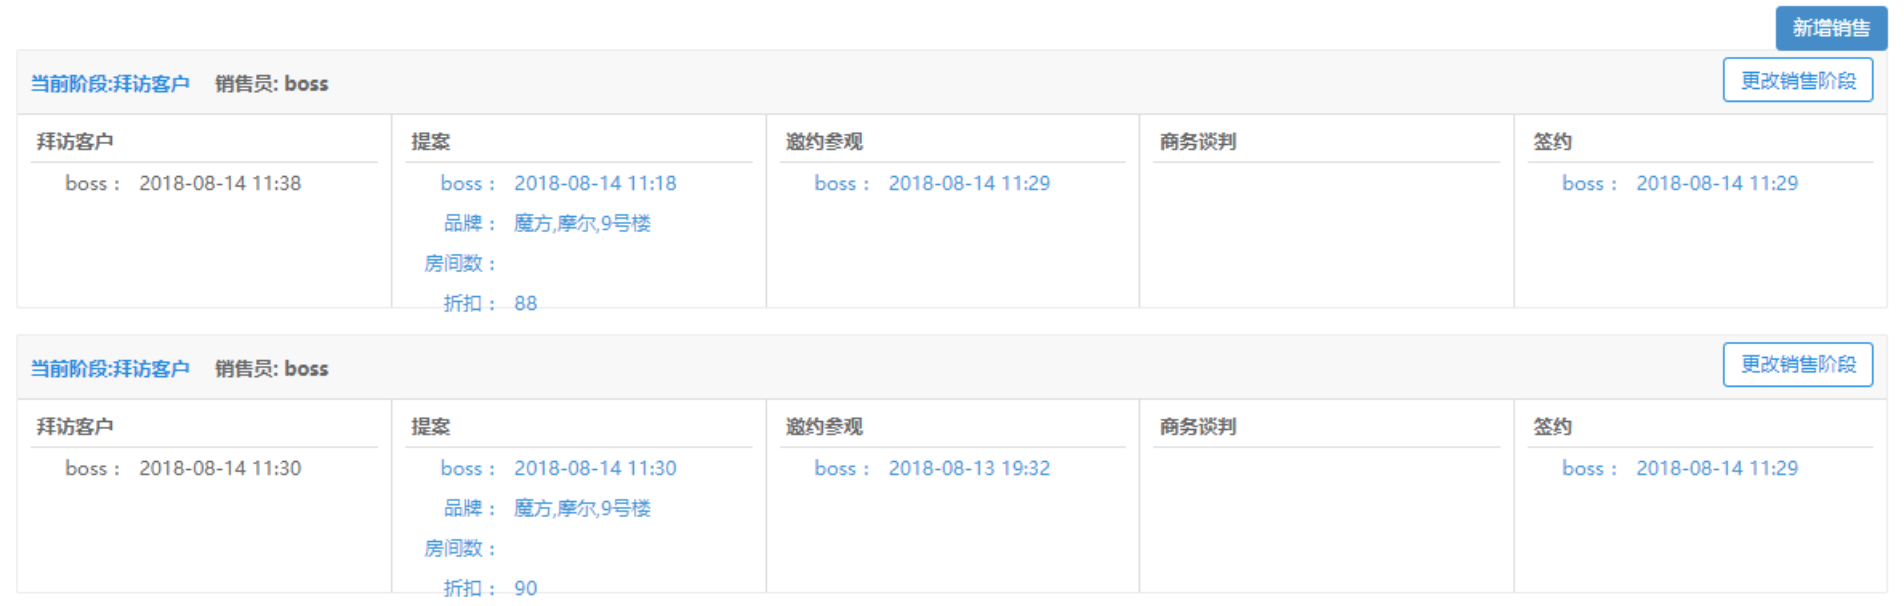 新增销售
当前阶段:拜访客户 销售员: boss 更改销售阶段
拜访客户 提案 邀约参观 商务谈判 签约
boss： 2018-08-14 11:38 boss： 2018-08-14 11:18 boss： 2018-08-14 11:29 boss： 2018-08-14 11:29
品牌： 魔方,摩尔,9号楼
房间数：
折扣： 88
当前阶段:拜访客户 销售员: boss 更改销售阶段
拜访客户 提案 邀约参观 商务谈判 签约
boss： 2018-08-14 11:30 boss： 2018-08-14 11:30 boss： 2018-08-13 19:32 boss： 2018-08-14 11:29
品牌： 魔方,摩尔,9号楼
房间数：
折扣： 90